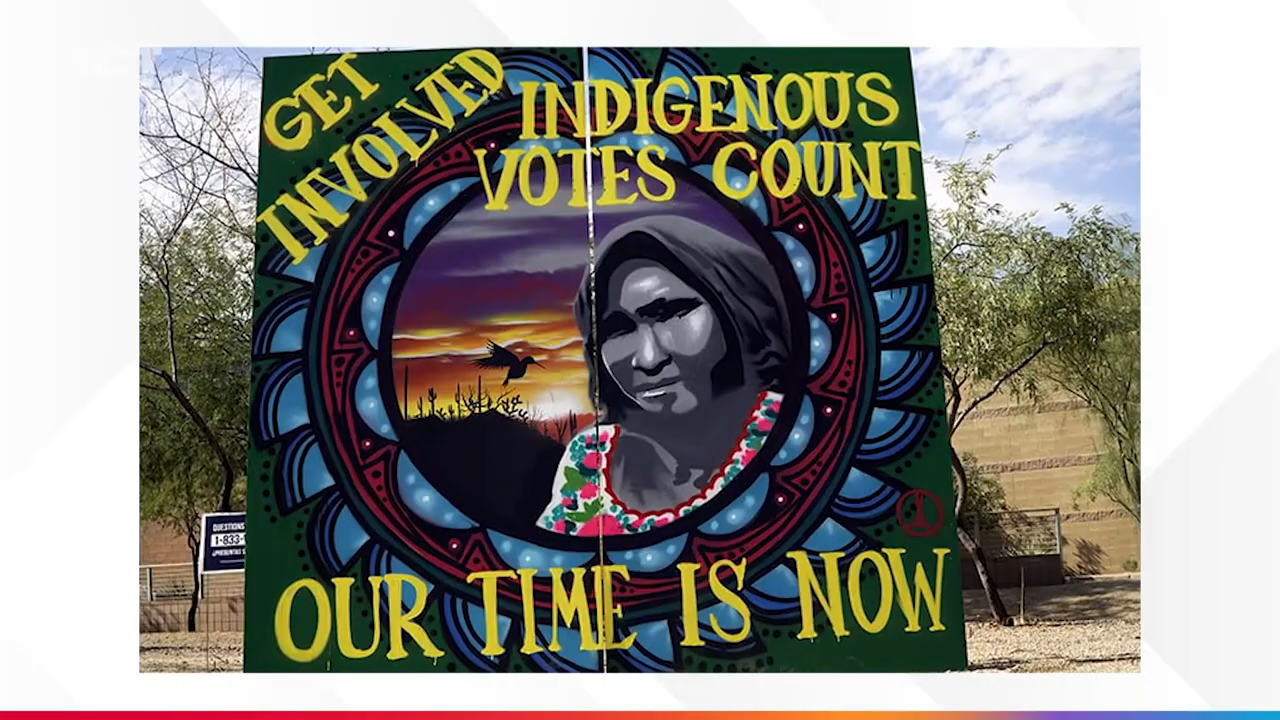 GET
INVOLVED
INDIGENOUS
VOTES COUNT
OUR TIME IS NOW
QUESTIONS
1-833-